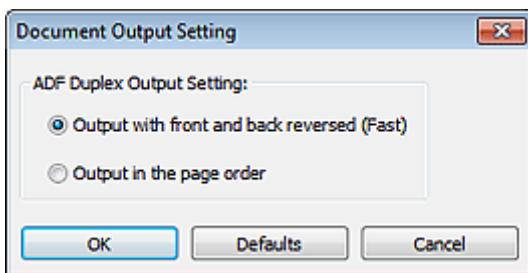 Document Output Setting
ADF Duplex Output Setting:
Output with front and back reversed (Fast)
Output in the page order
OK Defaults Cancel